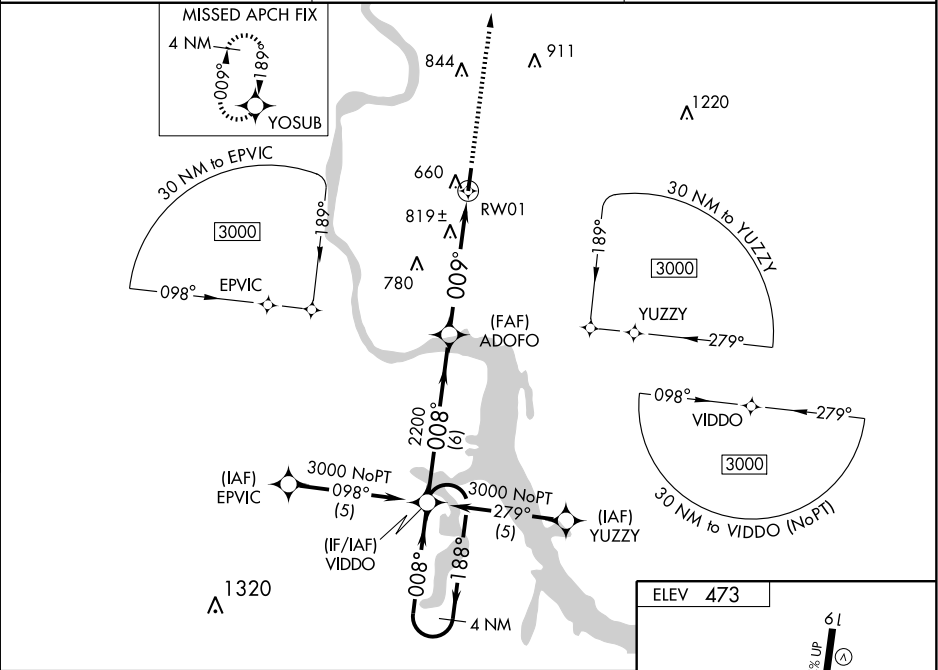 MISSED APCH FIX
4 NM
009°
189°
YOSUB
844
911
1220
30 NM to EPVIC
3000
189°
EPVIC
098°
660
RW01
819±
780
009°
30 NM to YUZZY
189°
3000
YUZZY
279°
(FAF)
ADOFO
2200
008°
(6)
098°
279°
VIDDO
3000
30 NM to VIDDO (NoPT)
(IAF)
EPVIC
3000 NoPT
098°
(5)
3000 NoPT
279°
(5)
(IAF)
YUZZY
(IF/IAF)
VIDDO
008°
188°
4 NM
1320
ELEV 473
19
% UP
V